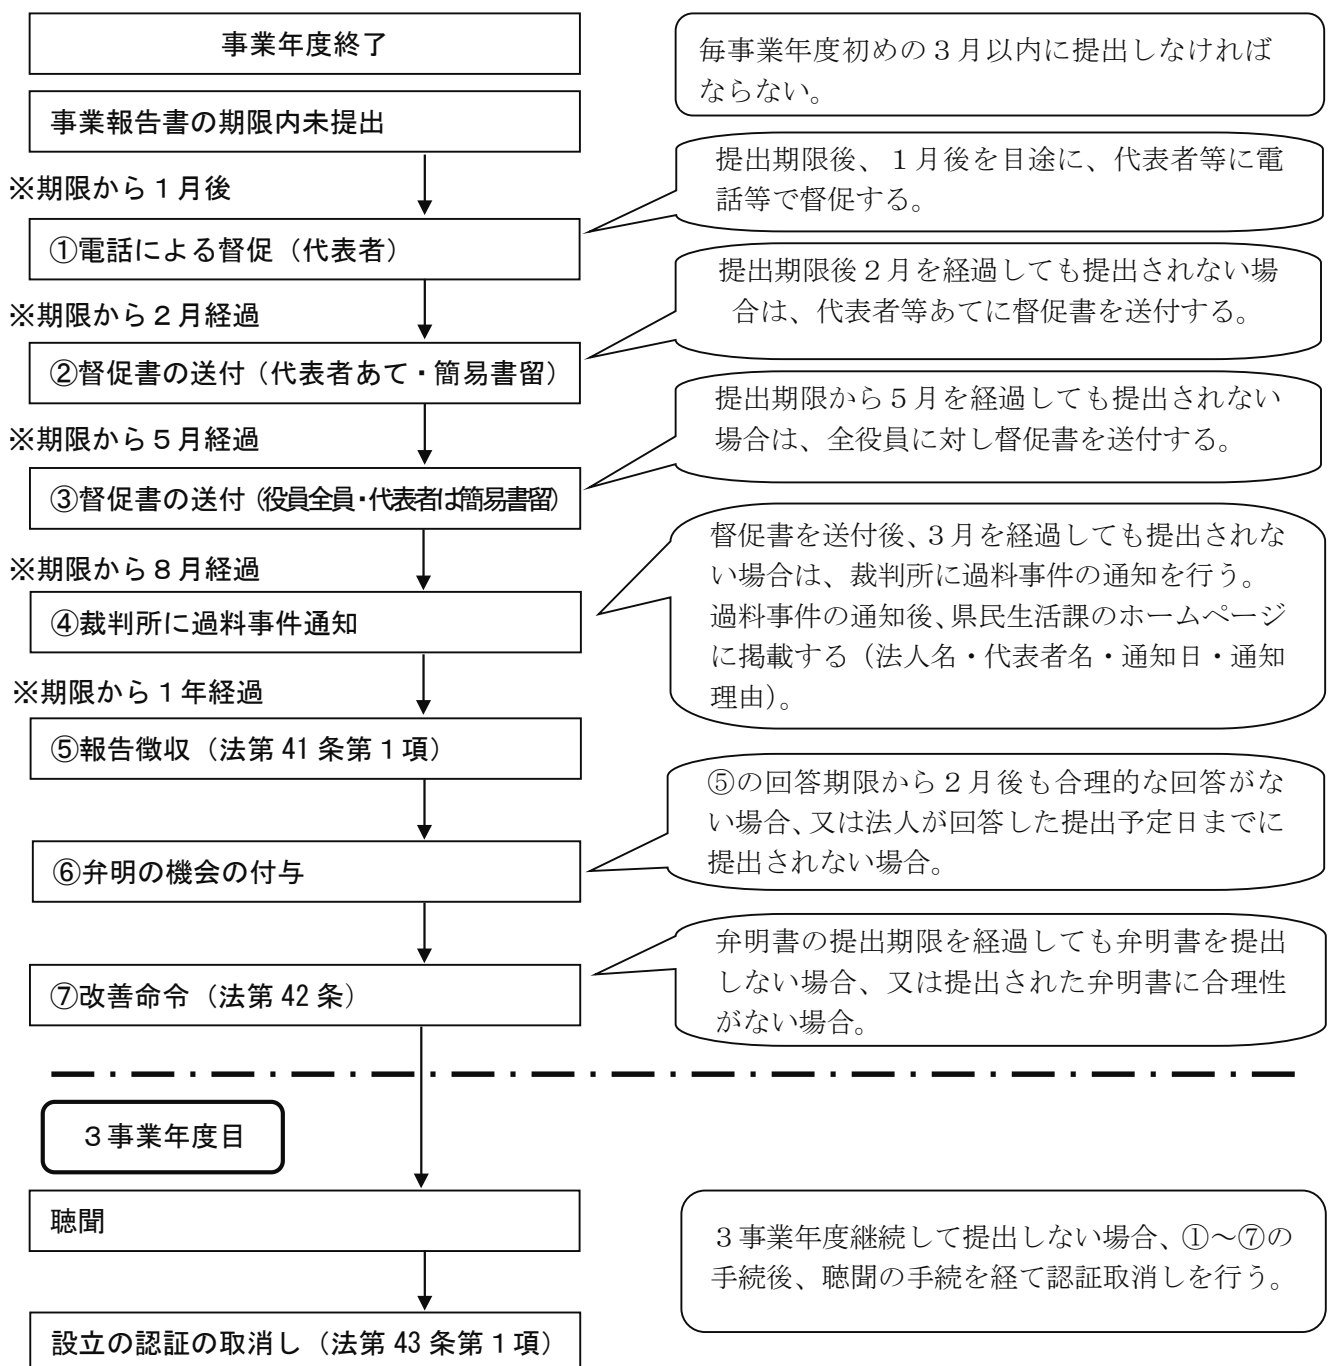 事業年度終了
毎事業年度初めの３月以内に提出しなければ
ならない。
事業報告書の期限内未提出
提出期限後、１月後を目途に、代表者等に電
話等で督促する。
※期限から１月後
①電話による督促（代表者）
提出期限後２月を経過しても提出されない場
合は、代表者等あてに督促書を送付する。
※期限から２月経過
②督促書の送付（代表者あて・簡易書留）
提出期限から５月を経過しても提出されない
場合は、全役員に対し督促書を送付する。
※期限から５月経過
③督促書の送付（役員全員・代表者は簡易書留）
督促書を送付後、３月を経過しても提出されな
い場合は、裁判所に過料事件の通知を行う。
過料事件の通知後、県民生活課のホームページ
に掲載する（法人名・代表者名・通知日・通知
理由）。
※期限から８月経過
④裁判所に過料事件通知
※期限から１年経過
⑤報告徴収（法第 41 条第１項）
⑤の回答期限から２月後も合理的な回答がな
い場合、又は法人が回答した提出予定日までに
提出されない場合。
⑥弁明の機会の付与
弁明書の提出期限を経過しても弁明書を提出
しない場合、又は提出された弁明書に合理性
がない場合。
⑦改善命令（法第 42 条）
３事業年度目
聴聞
３事業年度継続して提出しない場合、①～⑦の
手続後、聴聞の手続を経て認証取消しを行う。
設立の認証の取消し（法第 43 条第１項）